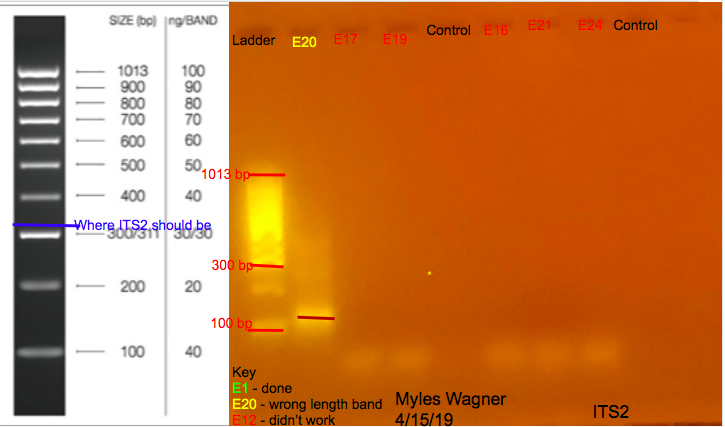 SIZE (bp) ng/BAND
1013 100
900 90
800 80
700 70
600 60
500 50
400 40
Where ITS2 should be
300/311 30/30
200 20
100 40
Ladder E20 E17 E19 Control E16 E21 E24 Control
1013 bp
300 bp
100 bp
Key
E1 - done
E20 - wrong length band
E12 - didn't work
Myles Wagner
4/15/19
ITS2